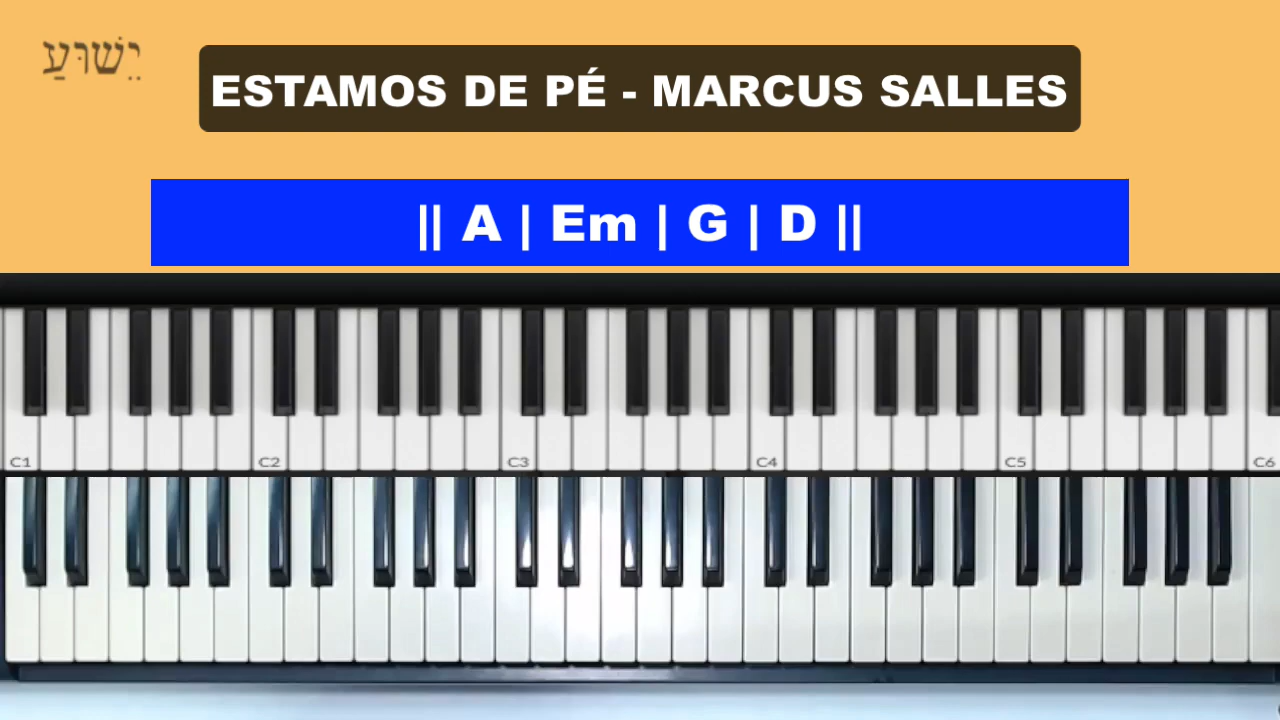 יֵשׁוּעַ
ESTAMOS DE PÉ - MARCUS SALLES
|| A | Em | G | D ||
C1 C2 C3 C4 C5 C6